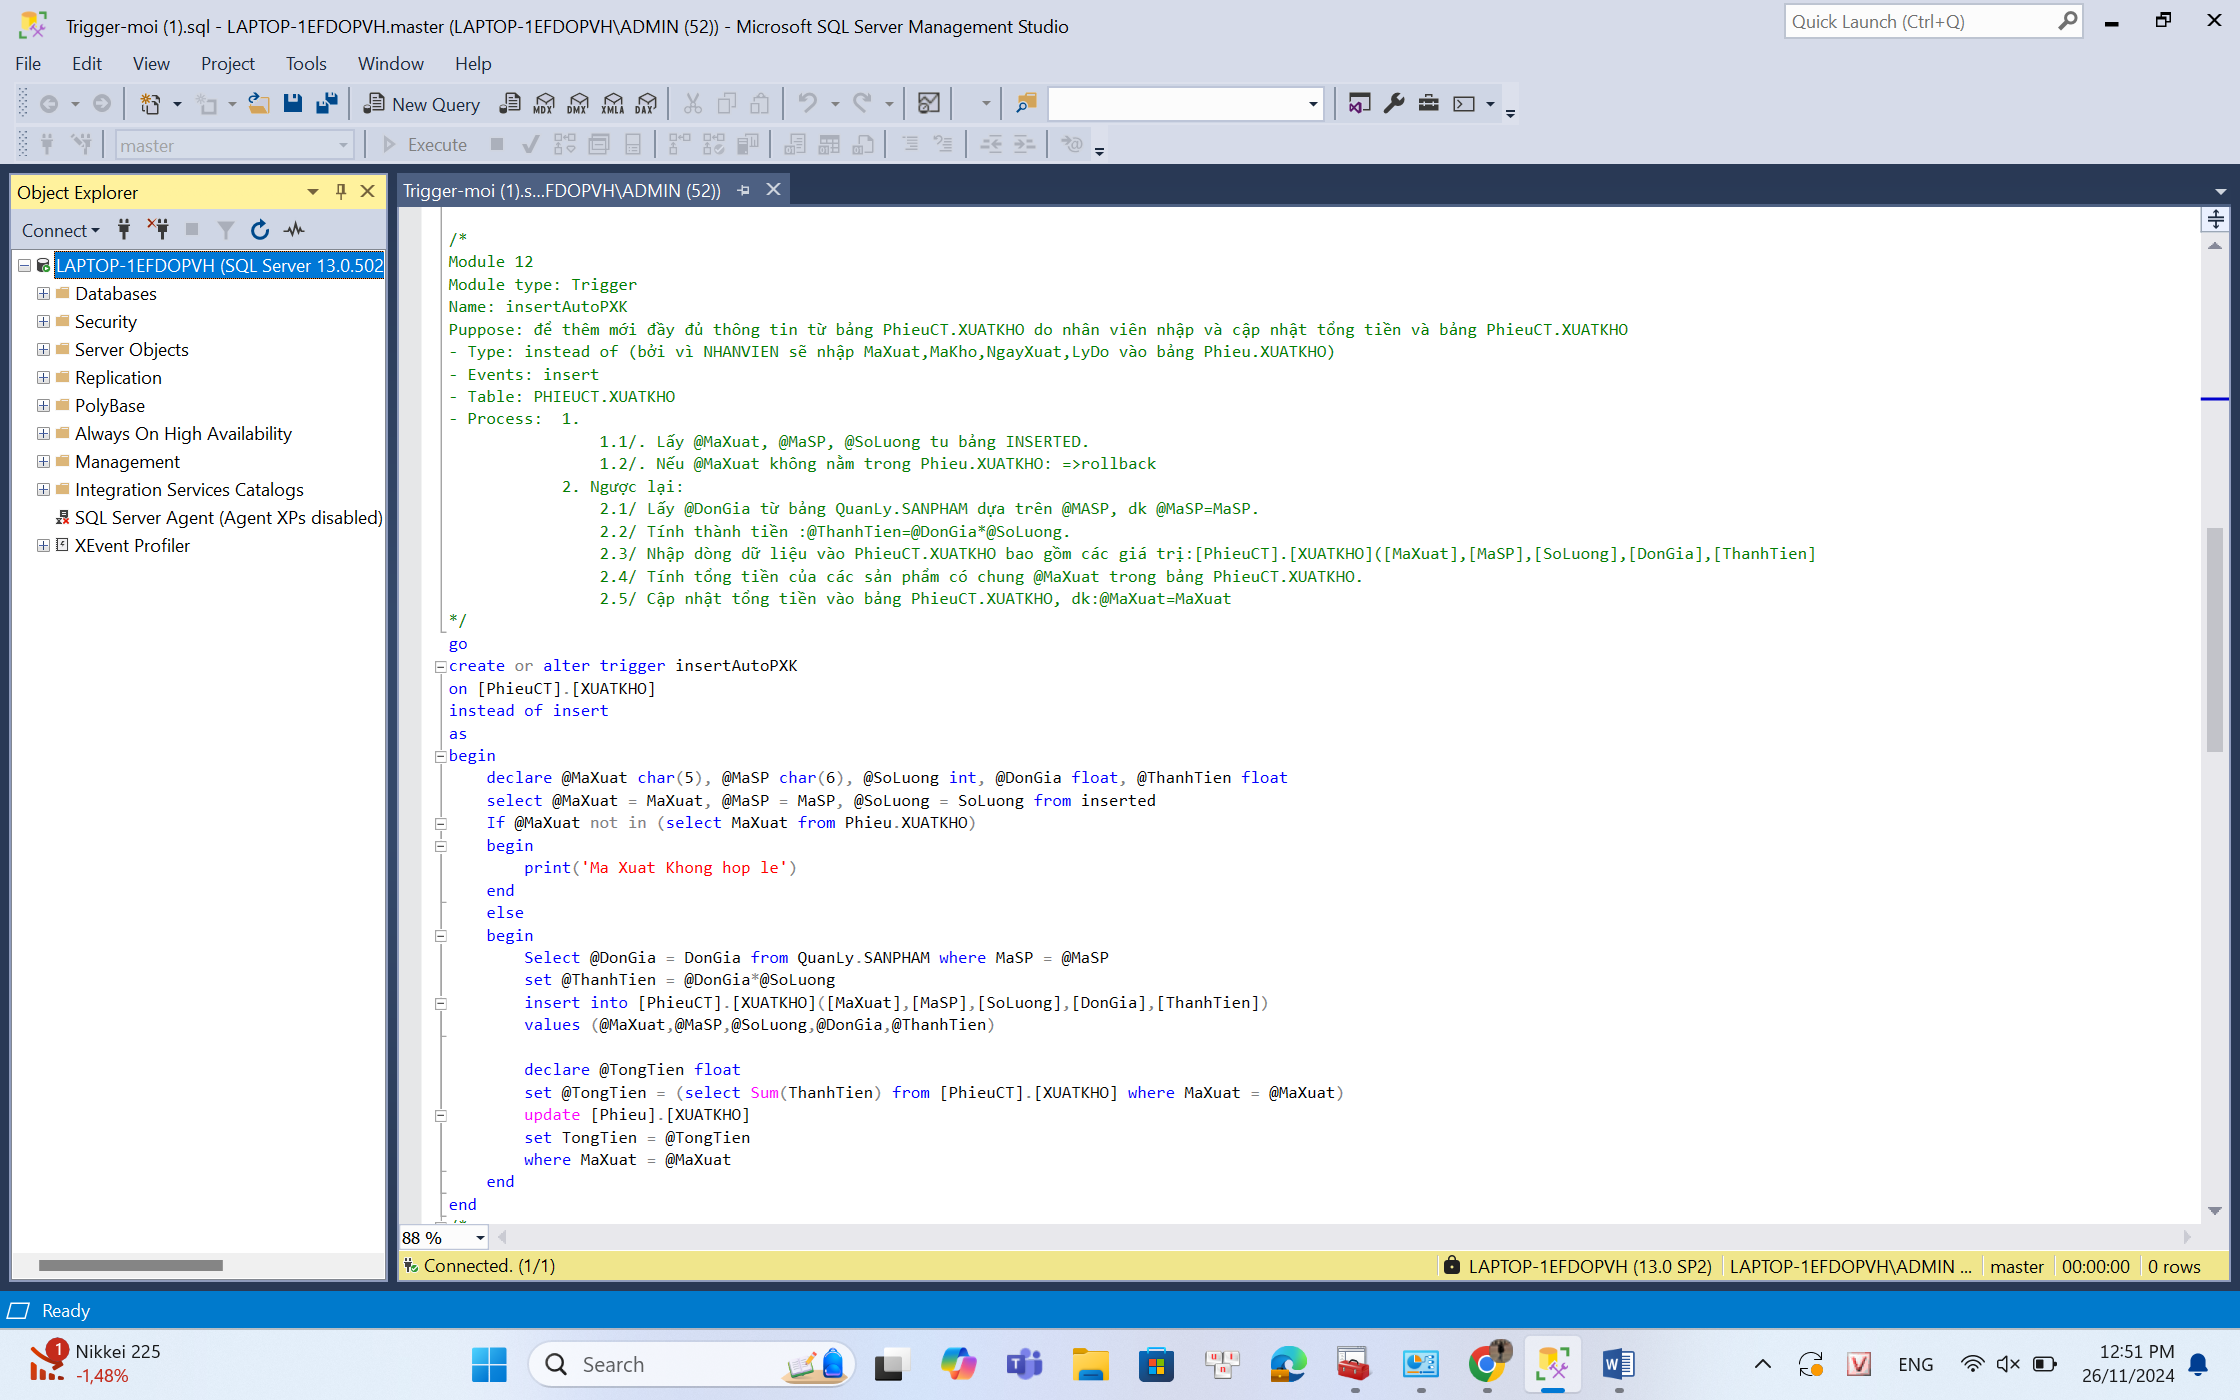 Trigger-moi (1).sql - LAPTOP-1EFDOPVH.master (LAPTOP-1EFDOPVH\ADMIN (52)) - Microsoft SQL Server Management Studio
Quick Launch (Ctrl+Q)
File Edit View Project Tools Window Help
New Query MDX DMX XMLA DAX
master Execute
Object Explorer
Trigger-moi (1).s...FDOPVH\ADMIN (52))
Connect
LAPTOP-1EFDOPVH (SQL Server 13.0.502
Databases
Security
Server Objects
Replication
PolyBase
Always On High Availability
Management
Integration Services Catalogs
SQL Server Agent (Agent XPs disabled)
XEvent Profiler
/*
Module 12
Module type: Trigger
Name: insertAutoPXK
Puppose: để thêm mới đầy đủ thông tin từ bảng PhieuCT.XUATKHO do nhân viên nhập và cập nhật tổng tiền và bảng PhieuCT.XUATKHO
- Type: instead of (bởi vì NHANVIEN sẽ nhập MaXuat,MaKho,NgayXuat,LyDo vào bảng Phieu.XUATKHO)
- Events: insert
- Table: PHIEUCT.XUATKHO
- Process: 1.
1.1/. Lấy @MaXuat, @MaSP, @SoLuong tu bảng INSERTED.
1.2/. Nếu @MaXuat không nằm trong Phieu.XUATKHO: =>rollback
2. Ngược lại:
2.1/ Lấy @DonGia từ bảng QuanLy.SANPHAM dựa trên @MASP, dk @MaSP=MaSP.
2.2/ Tính thành tiền :@ThanhTien=@DonGia*@SoLuong.
2.3/ Nhập dòng dữ liệu vào PhieuCT.XUATKHO bao gồm các giá trị:[PhieuCT].[XUATKHO]([MaXuat],[MaSP],[SoLuong],[DonGia],[ThanhTien]
2.4/ Tính tổng tiền của các sản phẩm có chung @MaXuat trong bảng PhieuCT.XUATKHO.
2.5/ Cập nhật tổng tiền vào bảng PhieuCT.XUATKHO, dk:@MaXuat=MaXuat
*/
go
create or alter trigger insertAutoPXK
on [PhieuCT].[XUATKHO]
instead of insert
as
begin
declare @MaXuat char(5), @MaSP char(6), @SoLuong int, @DonGia float, @ThanhTien float
select @MaXuat = MaXuat, @MaSP = MaSP, @SoLuong = SoLuong from inserted
If @MaXuat not in (select MaXuat from Phieu.XUATKHO)
begin
print('Ma Xuat Khong hop le')
end
else
begin
Select @DonGia = DonGia from QuanLy.SANPHAM where MaSP = @MaSP
set @ThanhTien = @DonGia*@SoLuong
insert into [PhieuCT].[XUATKHO]([MaXuat],[MaSP],[SoLuong],[DonGia],[ThanhTien])
values (@MaXuat,@MaSP,@SoLuong,@DonGia,@ThanhTien)
declare @TongTien float
set @TongTien = (select Sum(ThanhTien) from [PhieuCT].[XUATKHO] where MaXuat = @MaXuat)
update [Phieu].[XUATKHO]
set TongTien = @TongTien
where MaXuat = @MaXuat
end
end
88 %
Connected. (1/1)
LAPTOP-1EFDOPVH (13.0 SP2) LAPTOP-1EFDOPVH\ADMIN ... master 00:00:00 0 rows
Ready
1 Nikkei 225
-1,48%
Search
ENG
12:51 PM
26/11/2024